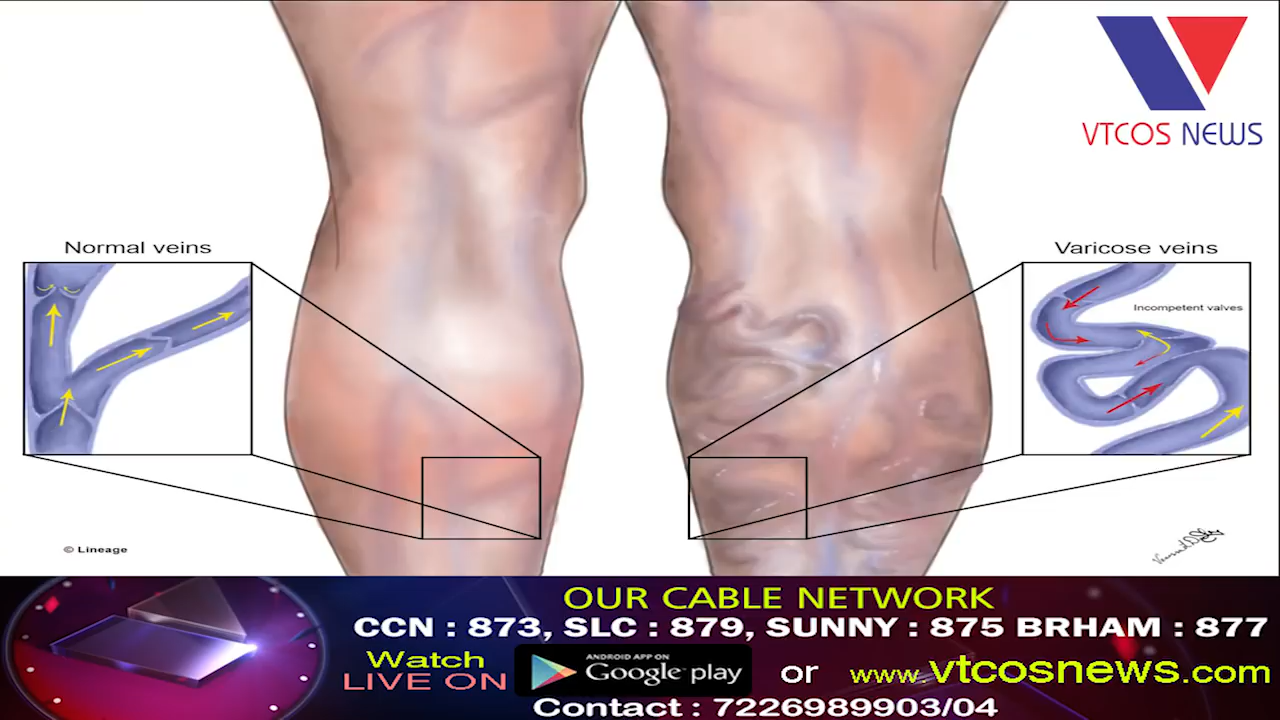 VTCOS NEWS
Normal veins
Varicose veins
Incompetent valves
© Lineage
OUR CABLE NETWORK
CCN : 873, SLC : 879, SUNNY : 875 BRHAM : 877
Watch
LIVE ON
ANDROID APP ON
Google play
or
www.vtcosnews.com
Contact : 7226989903/04